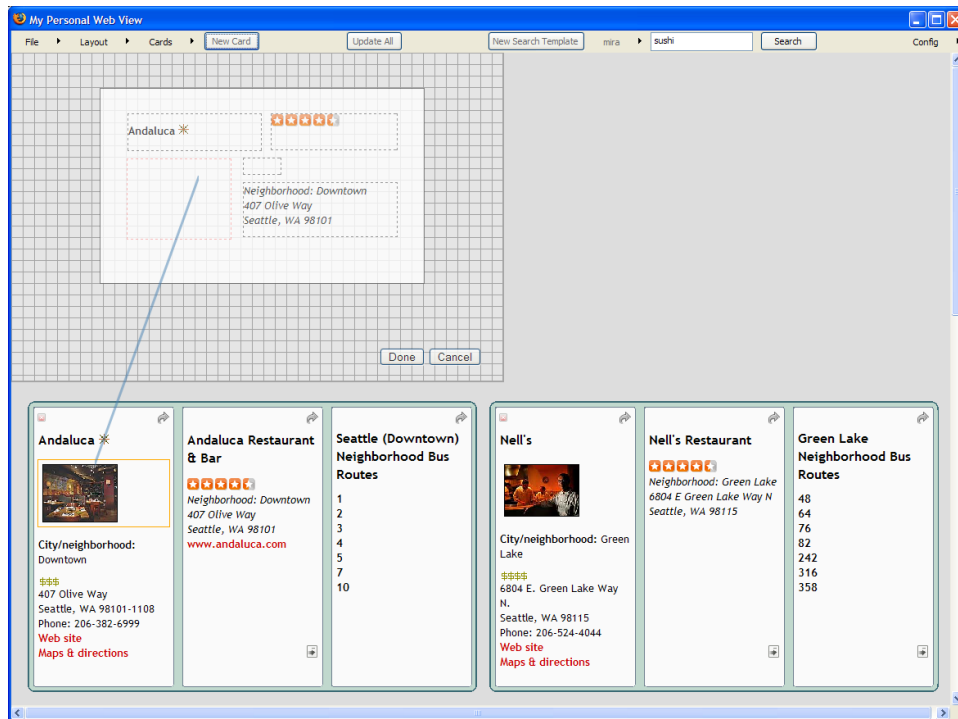 My Personal Web View
File Layout Cards New Card Update All New Search Template mira sushi Search Config
Andaluca
Neighborhood: Downtown
407 Olive Way
Seattle, WA 98101
Done Cancel
Andaluca
City/neighborhood:
Downtown
$$$
407 Olive Way
Seattle, WA 98101-1108
Phone: 206-382-6999
Web site
Maps & directions
Andaluca Restaurant
& Bar
Neighborhood: Downtown
407 Olive Way
Seattle, WA 98101
www.andaluca.com
Seattle (Downtown)
Neighborhood Bus
Routes
1
2
3
4
5
7
10
Nell's
City/neighborhood: Green
Lake
$$$$
6804 E. Green Lake Way
N.
Seattle, WA 98115
Phone: 206-524-4044
Web site
Maps & directions
Nell's Restaurant
Neighborhood: Green Lake
6804 E Green Lake Way N
Seattle, WA 98115
Green Lake
Neighborhood Bus
Routes
48
64
76
82
242
316
358